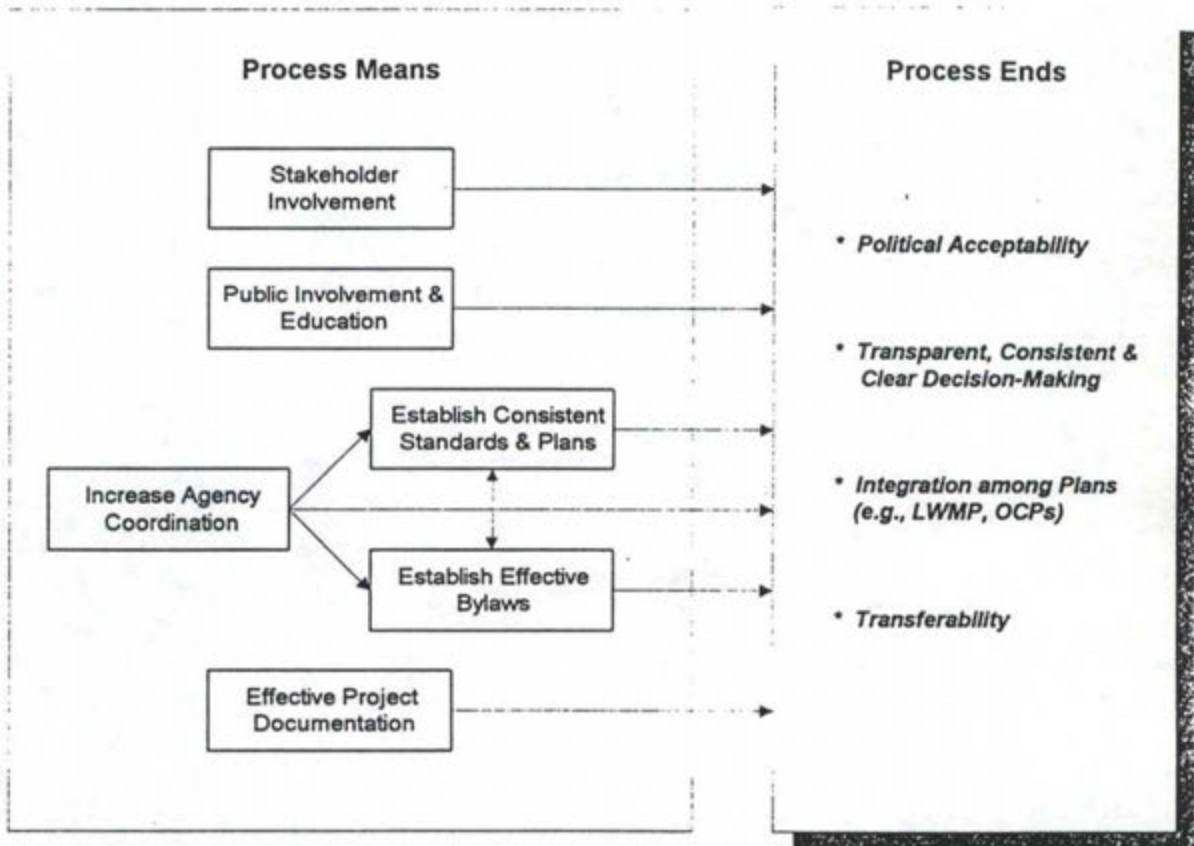 Process Means
Stakeholder
Involvement
Public Involvement &
Education
Establish Consistent
Standards & Plans
Increase Agency
Coordination
Establish Effective
Bylaws
Effective Project
Documentation
Process Ends
* Political Acceptability
* Transparent, Consistent &
Clear Decision-Making
* Integration among Plans
(e.g., LWMP, OCPs)
* Transferability